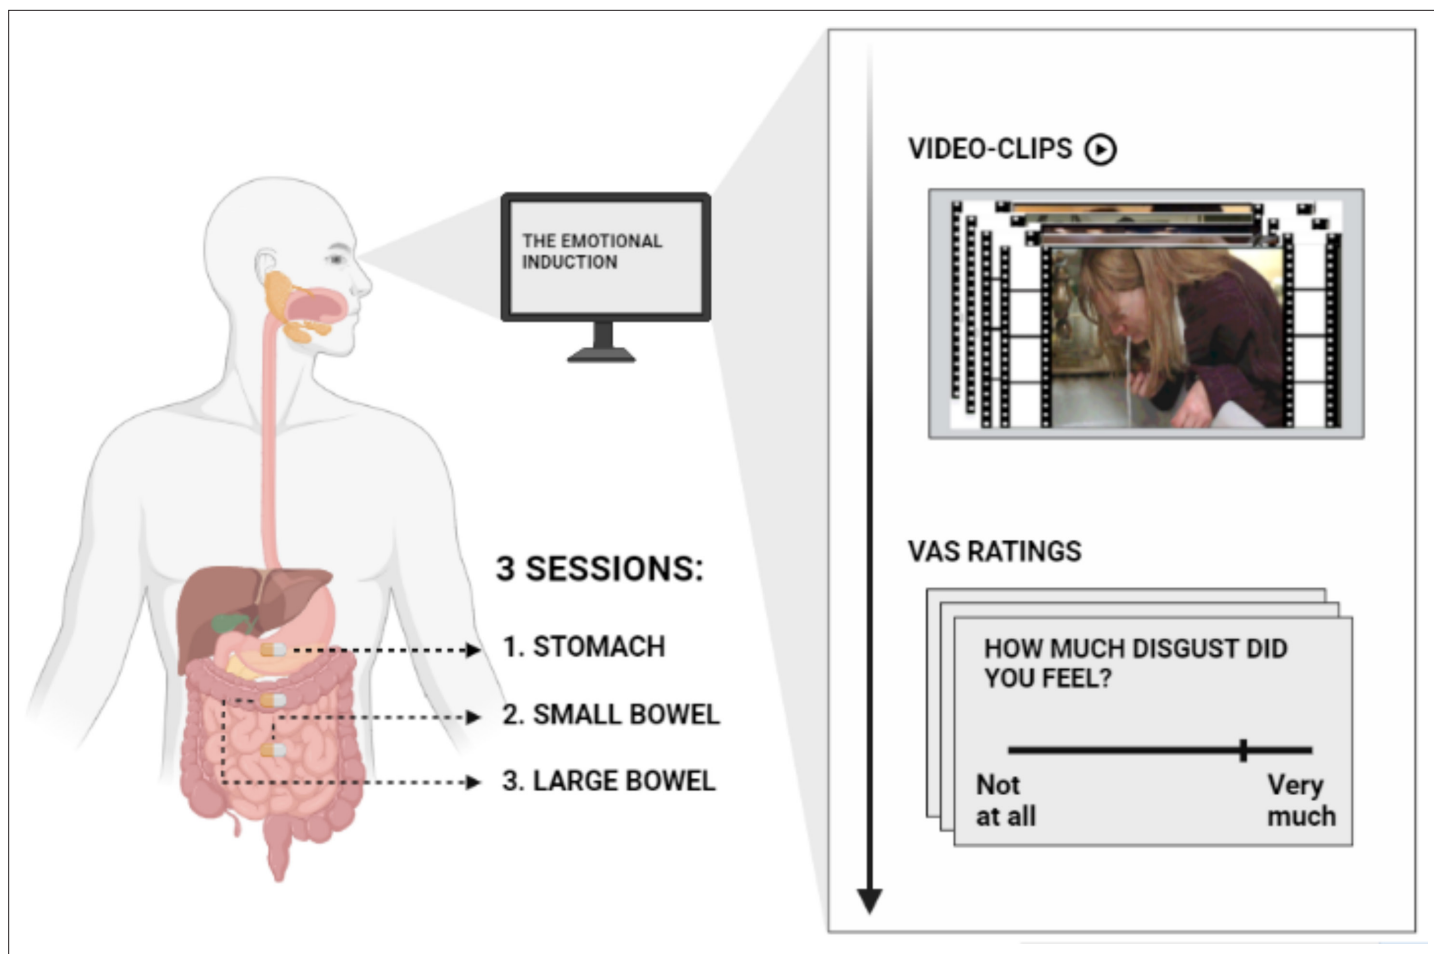 THE EMOTIONAL
INDUCTION
3 SESSIONS:
1. STOMACH
2. SMALL BOWEL
3. LARGE BOWEL
VIDEO-CLIPS
VAS RATINGS
HOW MUCH DISGUST DID
YOU FEEL?
Not
at all
Very
much